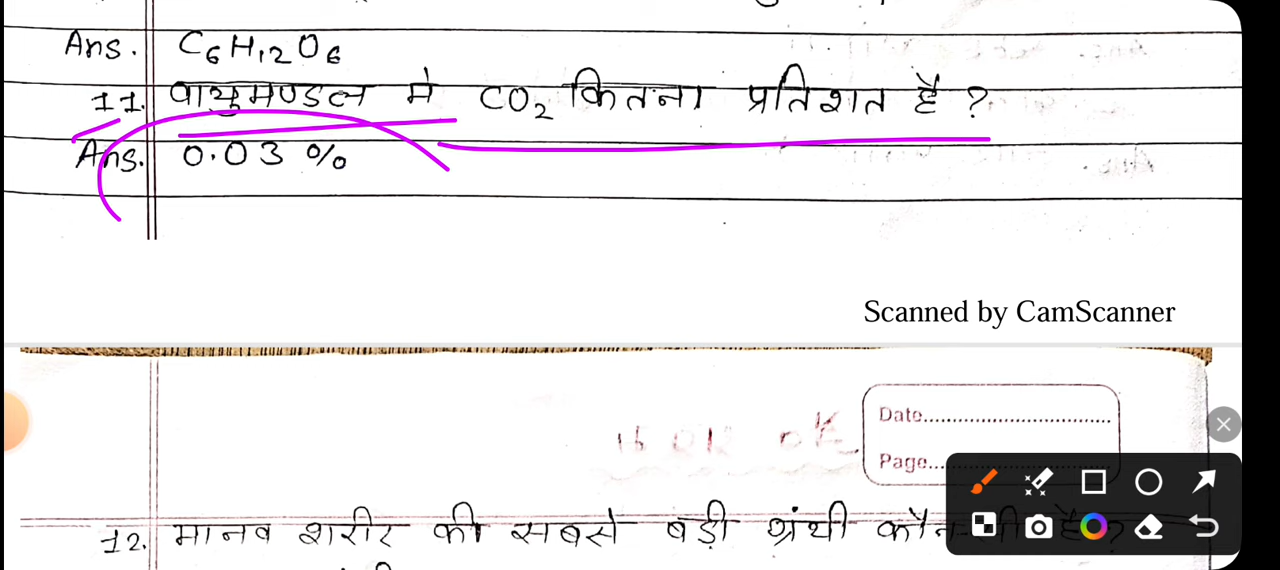 Ans. C₆H₁₂O₆
11. वायुमण्डल मे CO₂ कितना प्रतिशत है ?
Ans. 0.03 %
Scanned by CamScanner
Date
Page
12. मानव शरीर की सबसे बड़ी ग्रंथी कौन